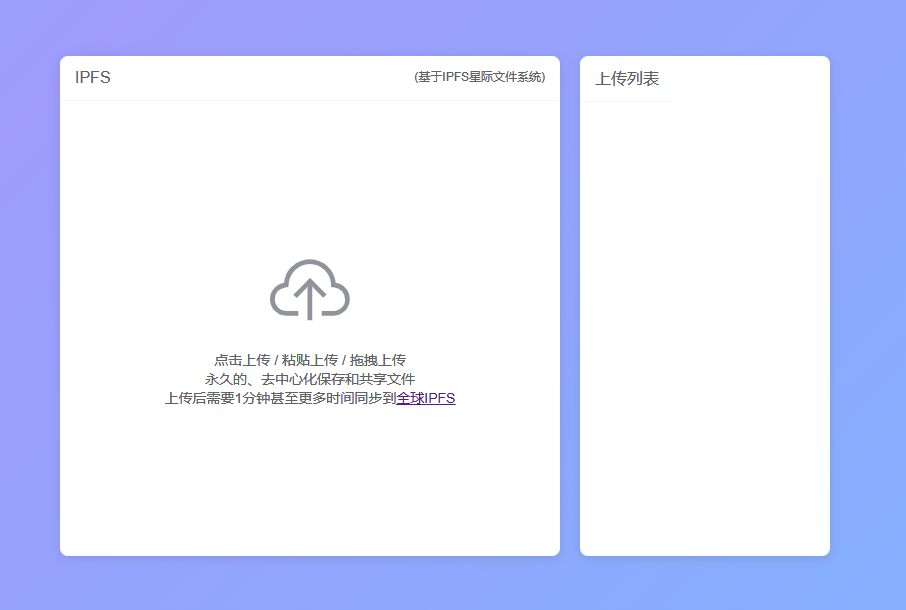 IPFS
(基于IPFS星际文件系统)
上传列表
点击上传 / 粘贴上传 / 拖拽上传
永久的、去中心化保存和共享文件
上传后需要1分钟甚至更多时间同步到全球IPFS